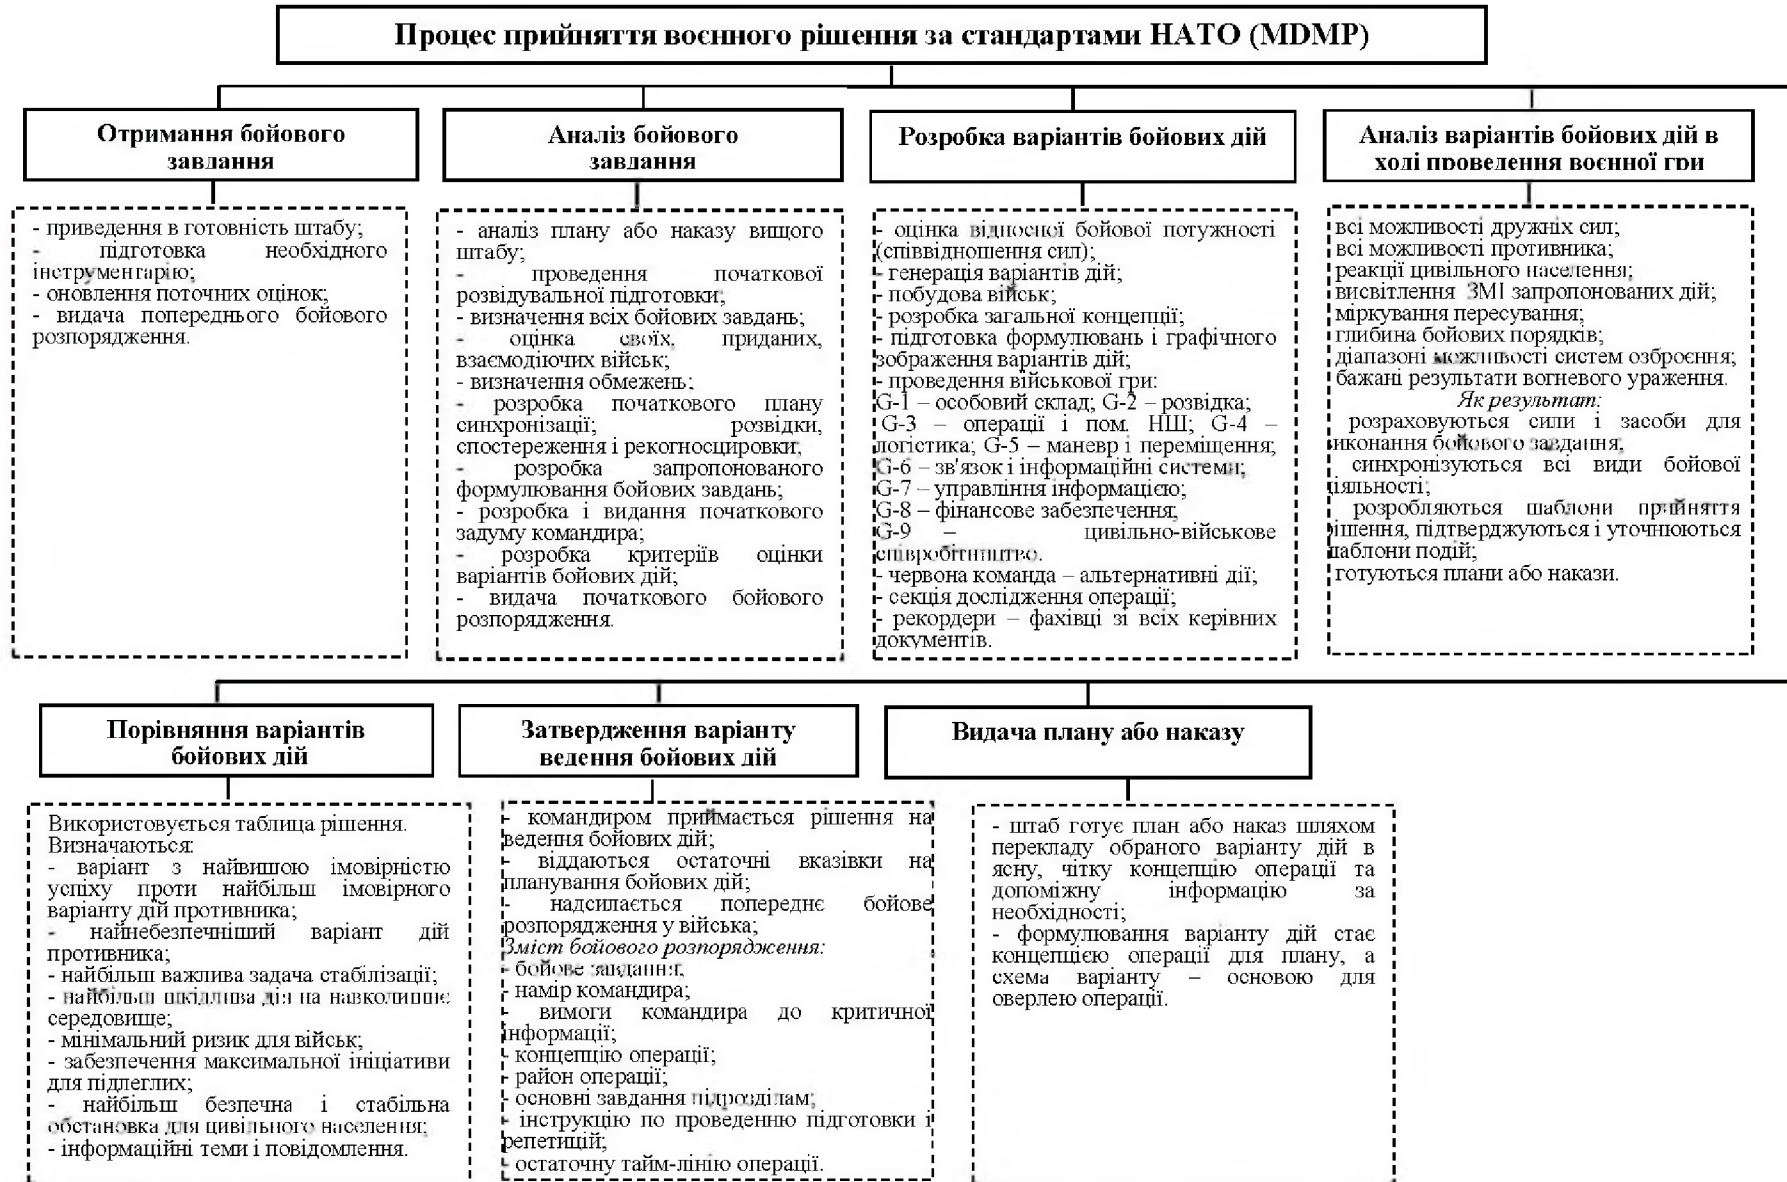 Процес прийняття воєнного рішення за стандартами НАТО (MDMP)
Отримання бойового
завдання
- приведення в готовність штабу;
- підготовка необхідного
інструментарію;
- оновлення поточних оцінок;
- видача попереднього бойового
розпорядження.
Аналіз бойового
завдання
- аналіз плану або наказу вищого
штабу;
- проведення початкової
розвідувальної підготовки;
- визначення всіх бойових завдань;
- оцінка своїх, приданих,
взаємодіючих військ;
- визначення обмежень;
- розробка початкового плану
синхронізації; розвідки,
спостереження і рекогносцировки;
- розробка запропонованого
формулювання бойових завдань;
- розробка і видання початкового
задуму командира;
- розробка критеріїв оцінки
варіантів бойових дій;
- видача початкового бойового
розпорядження.
Розробка варіантів бойових дій
- оцінка відносної бойової потужності
(співвідношення сил);
- генерація варіантів дій;
- побудова військ;
- розробка загальної концепції;
- підготовка формулювань і графічного
зображення варіантів дій;
- проведення військової гри:
G-1 – особовий склад; G-2 – розвідка;
G-3 – операції і пом. НШ; G-4 –
логістика; G-5 – маневр і переміщення;
G-6 – зв'язок і інформаційні системи;
G-7 – управління інформацією;
G-8 – фінансове забезпечення;
G-9 – цивільно-військове
співробітництво.
- червона команда – альтернативні дії;
- секція дослідження операції;
- рекордери – фахівці зі всіх керівних
документів.
Аналіз варіантів бойових дій в
ході проведення воєнної гри
всі можливості дружніх сил;
всі можливості противника;
реакції цивільного населення;
висвітлення ЗМІ запропонованих дій;
міркування пересування;
глибина бойових порядків;
діапазоні можливості систем озброєння;
бажані результати вогневого ураження.
Як результат:
розраховуються сили і засоби для
виконання бойового завдання;
синхронізуються всі види бойової
діяльності;
розробляються шаблони прийняття
рішення, підтверджуються і уточнюються
шаблони подій;
готуються плани або накази.
Порівняння варіантів
бойових дій
Використовується таблиця рішення.
Визначаються:
- варіант з найвищою імовірністю
успіху проти найбільш імовірного
варіанту дій противника;
- найнебезпечніший варіант дій
противника;
- найбільш важлива задача стабілізації;
- найбільш шкідлива дія на навколишнє
середовище;
- мінімальний ризик для військ;
- забезпечення максимальної ініціативи
для підлеглих;
- найбільш безпечна і стабільна
обстановка для цивільного населення;
- інформаційні теми і повідомлення.
Затвердження варіанту
ведення бойових дій
- командиром приймається рішення на
ведення бойових дій;
- віддаються остаточні вказівки на
планування бойових дій;
- надсилається попереднє бойове
розпорядження у війська;
Зміст бойового розпорядження:
- бойове завдання;
- намір командира;
- вимоги командира до критичної
інформації;
- концепцію операції;
- район операції;
- основні завдання підрозділам;
- інструкцію по проведенню підготовки і
репетицій;
- остаточну тайм-лінію операції.
Видача плану або наказу
- штаб готує план або наказ шляхом
перекладу обраного варіанту дій в
ясну, чітку концепцію операції та
допоміжну інформацію за
необхідності;
- формулювання варіанту дій стає
концепцією операції для плану, а
схема варіанту – основою для
оверлею операції.